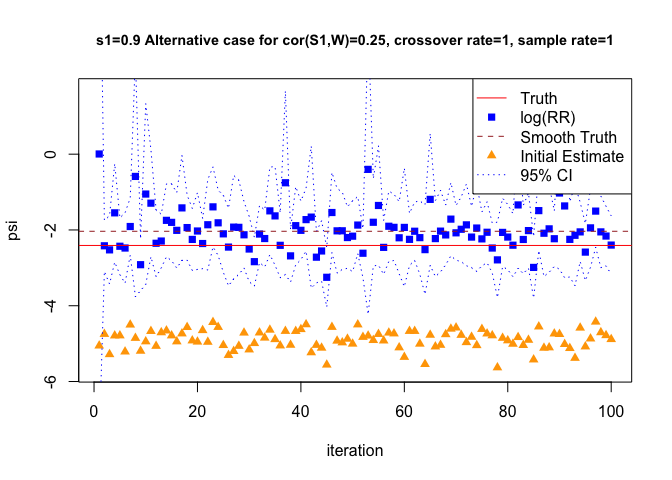 s1=0.9 Alternative case for cor(S1,W)=0.25, crossover rate=1, sample rate=1
Truth
log(RR)
Smooth Truth
Initial Estimate
95% CI
psi
0
-2
-4
-6
0 20 40 60 80 100
iteration